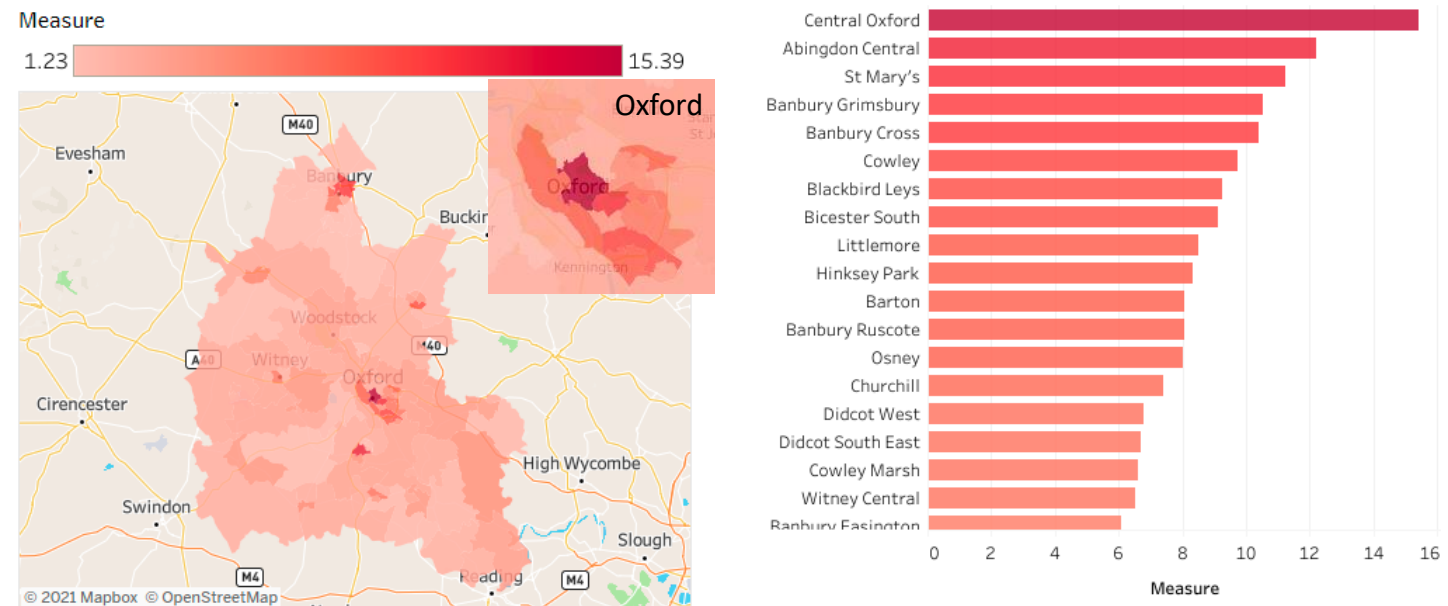 Measure
1.23
15.39
Oxford
M40
Evesham
Banbury
Buckin
Oxford
Kennington
Woodstock
M40
A40
Witney
Oxford
Cirencester
High Wycombe
Swindon
Slough
M4
Reading
M4
© 2021 Mapbox © OpenStreetMap
Central Oxford
Abingdon Central
St Mary's
Banbury Grimsbury
Banbury Cross
Cowley
Blackbird Leys
Bicester South
Littlemore
Hinksey Park
Barton
Banbury Ruscote
Osney
Churchill
Didcot West
Didcot South East
Cowley Marsh
Witney Central
Banbury Easington
0 2 4 6 8 10 12 14 16
Measure